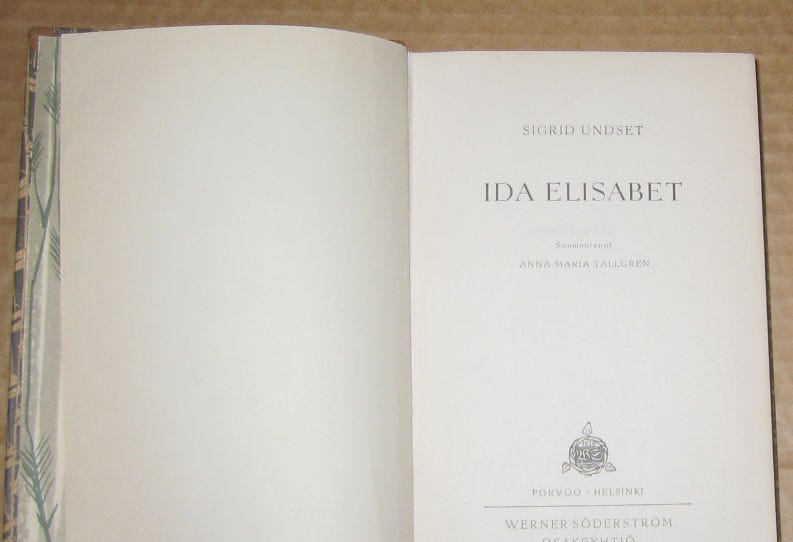 SIGRID UNDSET
IDA ELISABET
Suomentanut
ANNA-MARIA TALLGREN
PORVOO · HELSINKI
WERNER SÖDERSTRÖM
OSAKEYHTIÖ